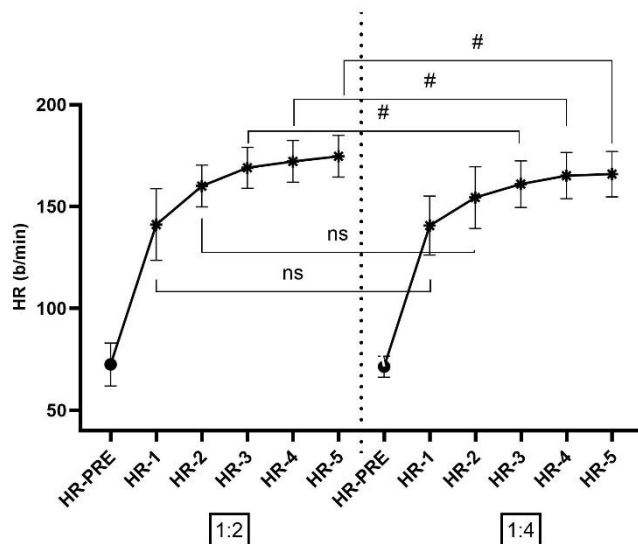 #
#
200
#
150
HR (b/min)
ns
ns
100
50
HR-PRE
HR-1
HR-2
HR-3
HR-4
HR-5
HR-PRE
HR-1
HR-2
HR-3
HR-4
HR-5
1:2
1:4